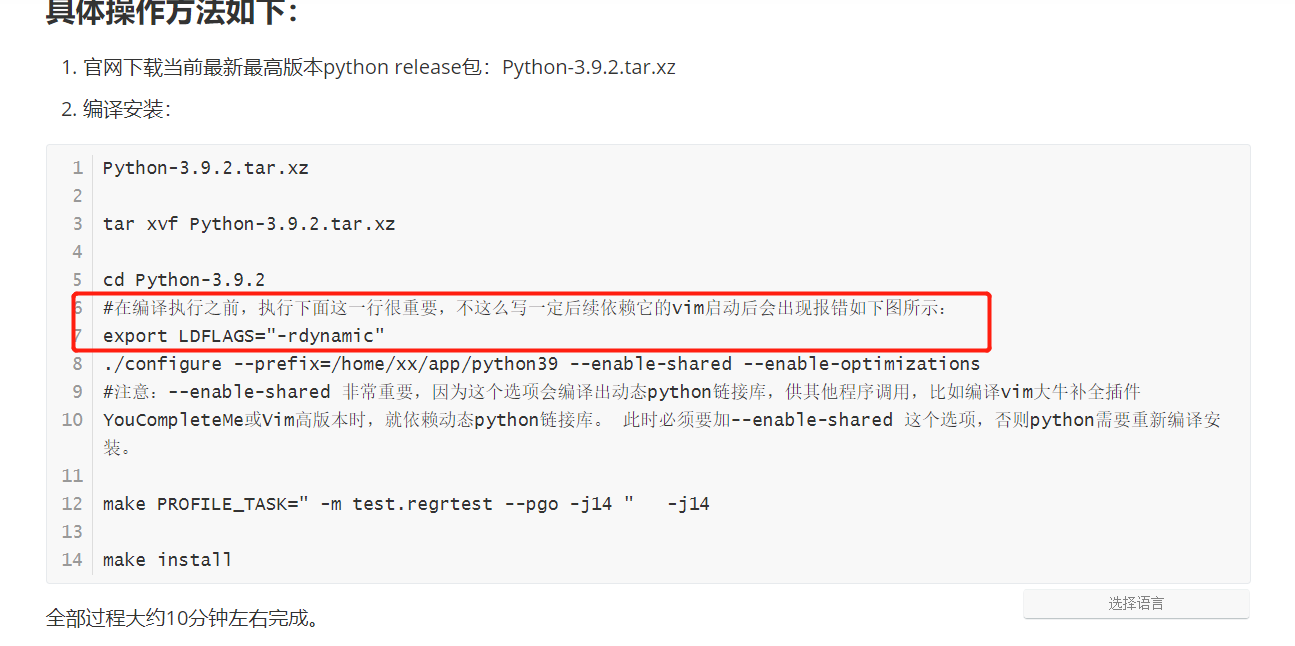 具体操作方法如下：
1. 官网下载当前最新最高版本python release包：Python-3.9.2.tar.xz
2. 编译安装：
1 Python-3.9.2.tar.xz
2
3 tar xvf Python-3.9.2.tar.xz
4
5 cd Python-3.9.2
6 #在编译执行之前，执行下面这一行很重要，不这么写一定后续依赖它的vim启动后会出现报错如下图所示：
7 export LDFLAGS="-rdynamic"
8 ./configure --prefix=/home/xx/app/python39 --enable-shared --enable-optimizations
9 #注意：--enable-shared 非常重要，因为这个选项会编译出动态python链接库，供其他程序调用，比如编译vim大牛补全插件
10 YouCompleteMe或Vim高版本时，就依赖动态python链接库。 此时必须要加--enable-shared 这个选项，否则python需要重新编译安
装。
11
12 make PROFILE_TASK=" -m test.regrtest --pgo -j14 "   -j14
13
14 make install
选择语言
全部过程大约10分钟左右完成。